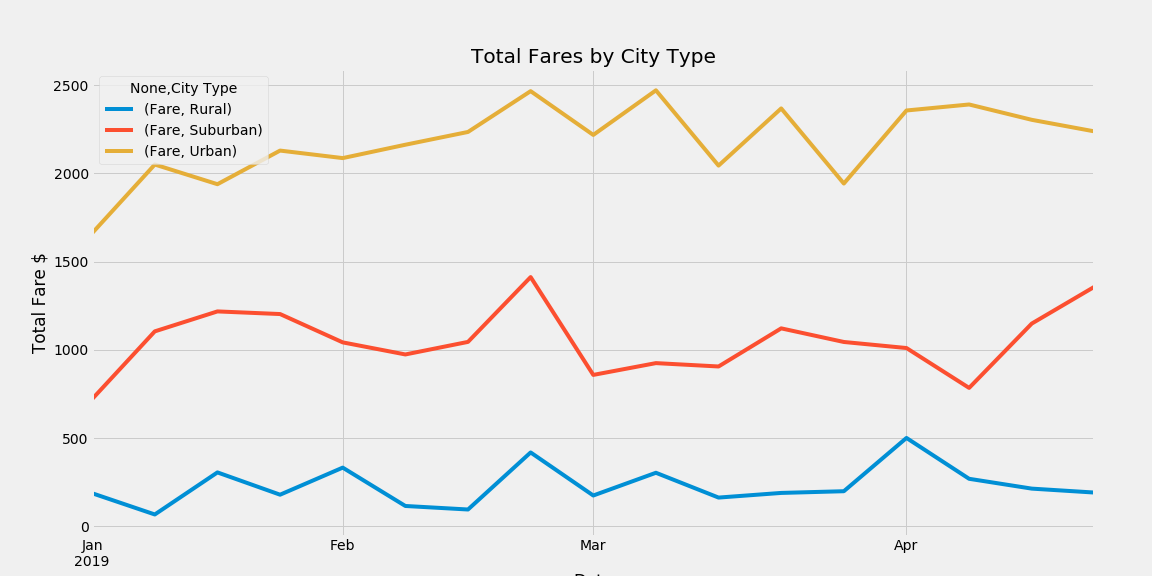 Total Fares by City Type
None,City Type
(Fare, Rural)
(Fare, Suburban)
(Fare, Urban)
Total Fare $
2500
2000
1500
1000
500
0
Jan
2019
Feb
Mar
Apr